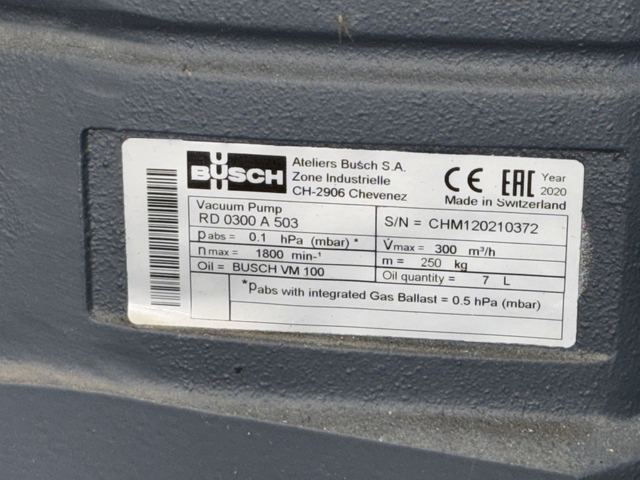 BUSCH
Ateliers Busch S.A.
Zone Industrielle
CH-2906 Chevenez
CE EAC Year 2020
Made in Switzerland
Vacuum Pump
RD 0300 A 503
S/N = CHM120210372
pabs = 0.1 hPa (mbar) *
V̇max = 300 m³/h
nmax = 1800 min-¹
m = 250 kg
Oil = BUSCH VM 100
Oil quantity = 7 L
*pabs with integrated Gas Ballast = 0.5 hPa (mbar)